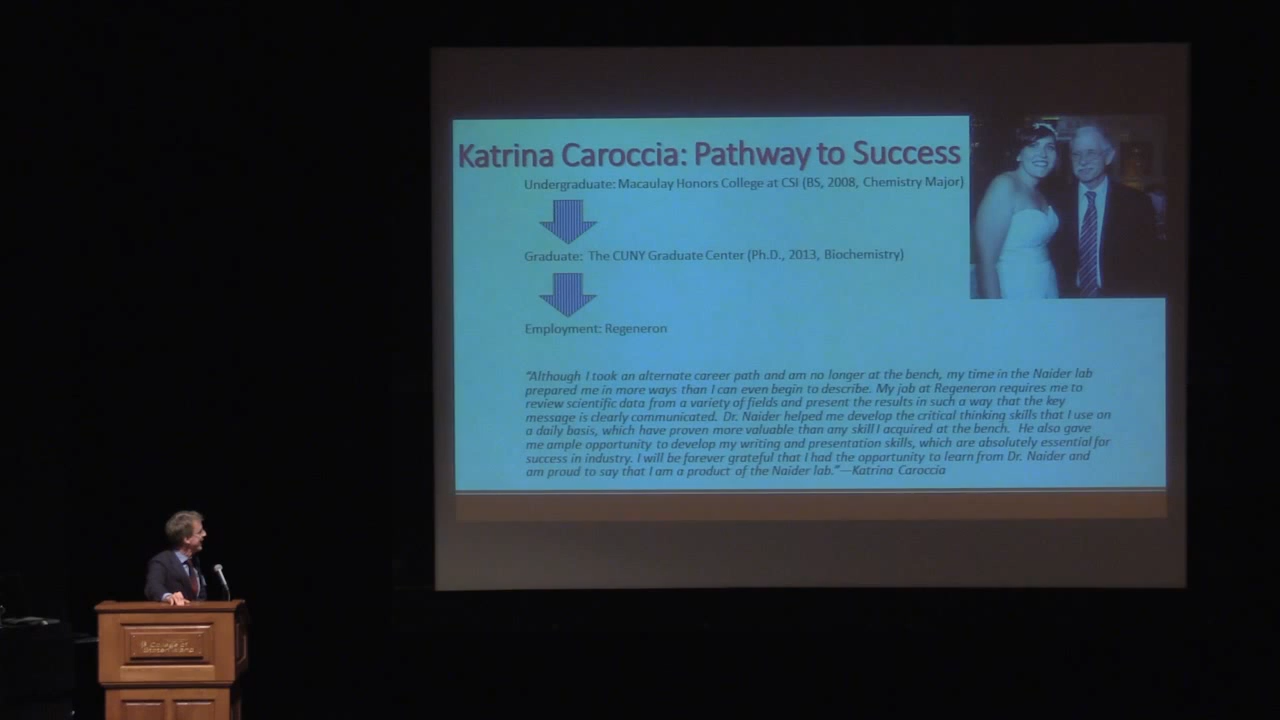 Katrina Caroccia: Pathway to Success
Undergraduate: Macaulay Honors College at CSI (BS, 2008, Chemistry Major)
Graduate: The CUNY Graduate Center (Ph.D., 2013, Biochemistry)
Employment: Regeneron
“Although I took an alternate career path and am no longer at the bench, my time in the Naider lab
prepared me in more ways than I can even begin to describe. My job at Regeneron requires me to
review scientific data from a variety of fields and present the results in such a way that the key
message is clearly communicated. Dr. Naider helped me develop the critical thinking skills that I use on
a daily basis, which have proven more valuable than any skill I acquired at the bench. He also gave
me ample opportunity to develop my writing and presentation skills, which are absolutely essential for
success in industry. I will be forever grateful that I had the opportunity to learn from Dr. Naider and
am proud to say that I am a product of the Naider lab.”—Katrina Caroccia
College of
Staten Island